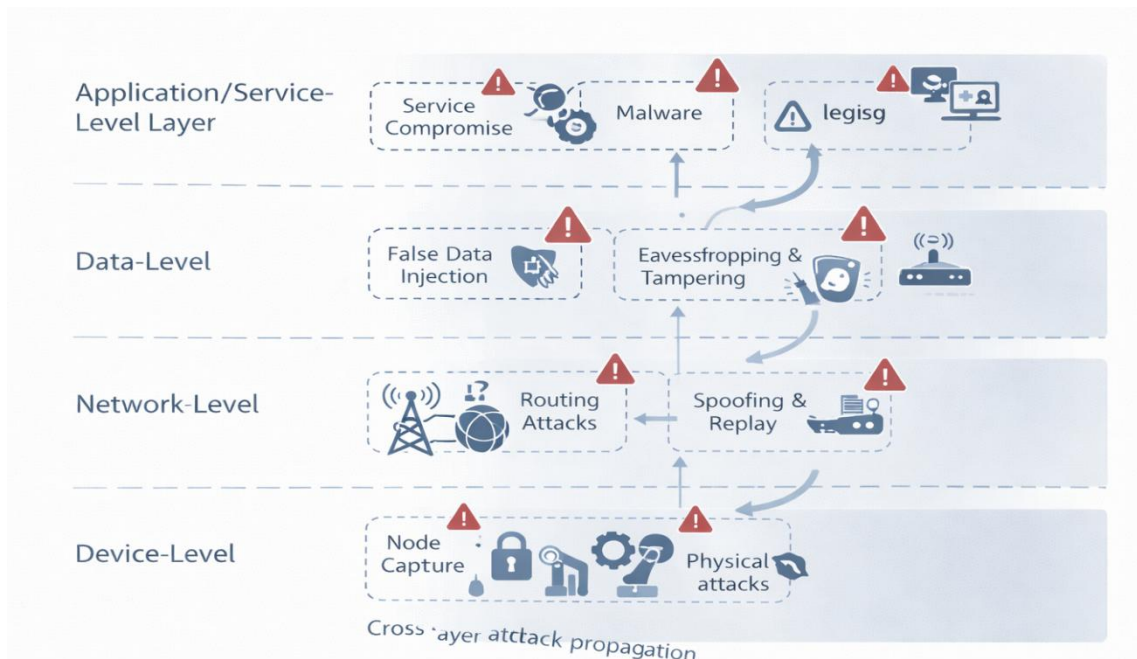 Application/Service-
Level Layer
Service
Compromise
Malware
legisg
Data-Level
False Data
Injection
Eavessfropping &
Tampering
Network-Level
!?
Routing
Attacks
Spoofing &
Replay
Device-Level
Node
Capture
Physical
attacks
Cross 'ayer attctack propagation